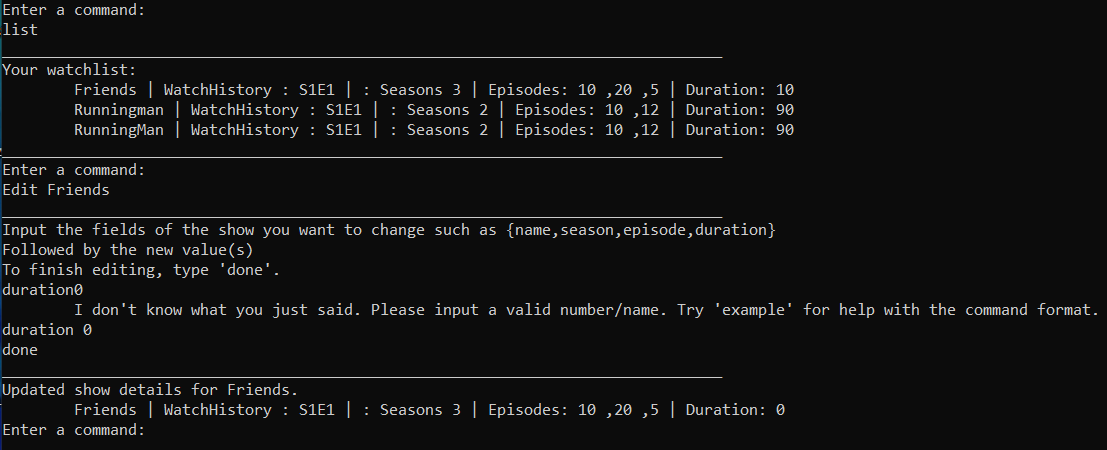 Enter a command:
list
________________________________________________________________________________
Your watchlist:
        Friends | WatchHistory : S1E1 | : Seasons 3 | Episodes: 10 ,20 ,5 | Duration: 10
        Runningman | WatchHistory : S1E1 | : Seasons 2 | Episodes: 10 ,12 | Duration: 90
        RunningMan | WatchHistory : S1E1 | : Seasons 2 | Episodes: 10 ,12 | Duration: 90
________________________________________________________________________________
Enter a command:
Edit Friends
________________________________________________________________________________
Input the fields of the show you want to change such as {name,season,episode,duration}
Followed by the new value(s)
To finish editing, type 'done'.
duration0
        I don't know what you just said. Please input a valid number/name. Try 'example' for help with the command format.
duration 0
done
________________________________________________________________________________
Updated show details for Friends.
        Friends | WatchHistory : S1E1 | : Seasons 3 | Episodes: 10 ,20 ,5 | Duration: 0
Enter a command: